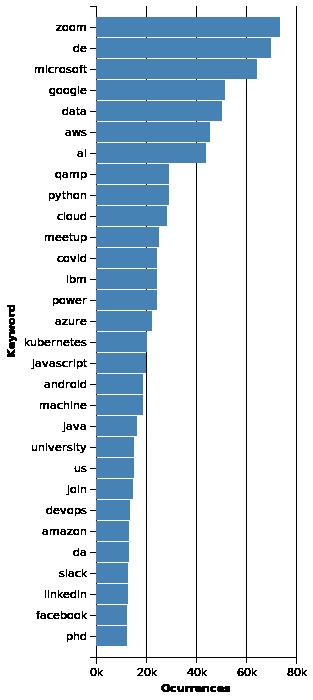 zoom
de
microsoft
google
data
aws
ai
qamp
python
cloud
meetup
covid
ibm
power
azure
kubernetes
javascript
android
machine
java
university
us
join
devops
amazon
da
slack
linkedin
facebook
phd
Keyword
0k 20k 40k 60k 80k
Ocurrences